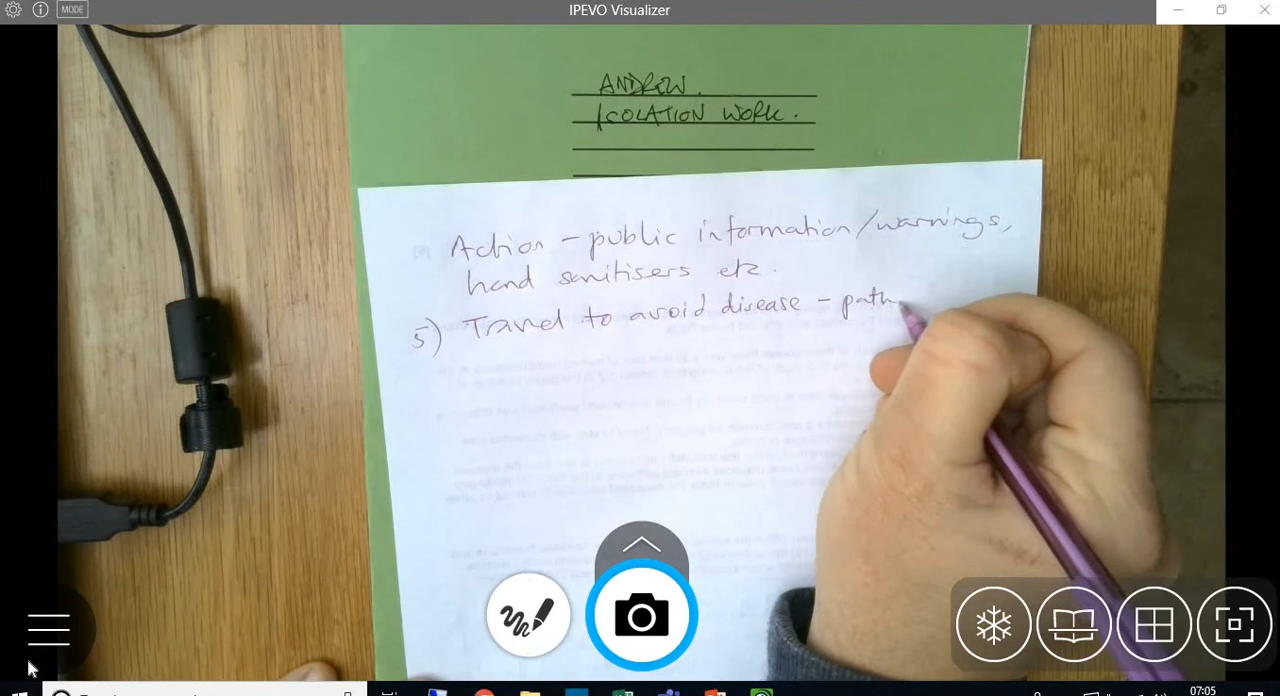 MODE
IPEVO Visualizer
ANDREW.
ISOLATION WORK.
Action - public information/warnings,
hand sanitisers etc.
5) Travel to avoid disease - path
07:05